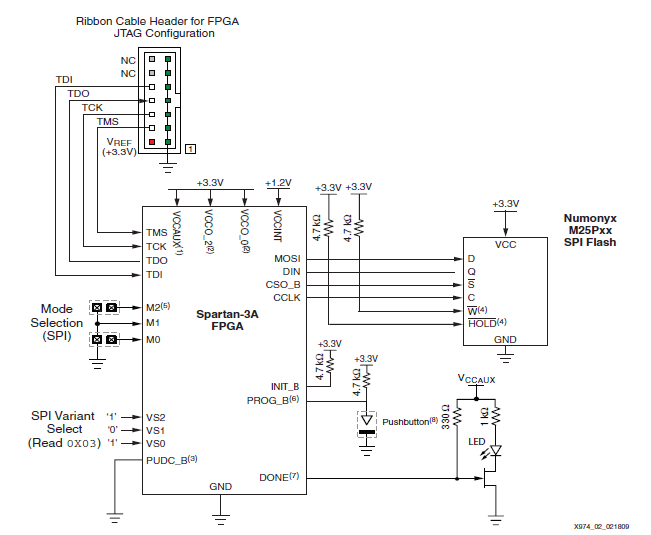 Ribbon Cable Header for FPGA
JTAG Configuration
NC
NC
TDI
TDO
TCK
TMS
VREF
(+3.3V)
1
+3.3V
+1.2V
+3.3V +3.3V
+3.3V
VCCAUX(1)
VCCO_2(2)
VCCO_0(2)
VCCINT
4.7 kΩ
4.7 kΩ
VCC
Numonyx
M25Pxx
SPI Flash
TMS
TCK
TDO
TDI
MOSI
DIN
CSO_B
CCLK
D
Q
S
C
W(4)
HOLD(4)
GND
Mode
Selection
(SPI)
M2(5)
M1
M0
Spartan-3A
FPGA
+3.3V
+3.3V
4.7 kΩ
4.7 kΩ
INIT_B
PROG_B(6)
Pushbutton(8)
VCCAUX
330 Ω
1 kΩ
LED
SPI Variant
Select
(Read 0X03)
'1'
'0'
'1'
VS2
VS1
VS0
PUDC_B(3)
DONE(7)
GND
X974_02_021809